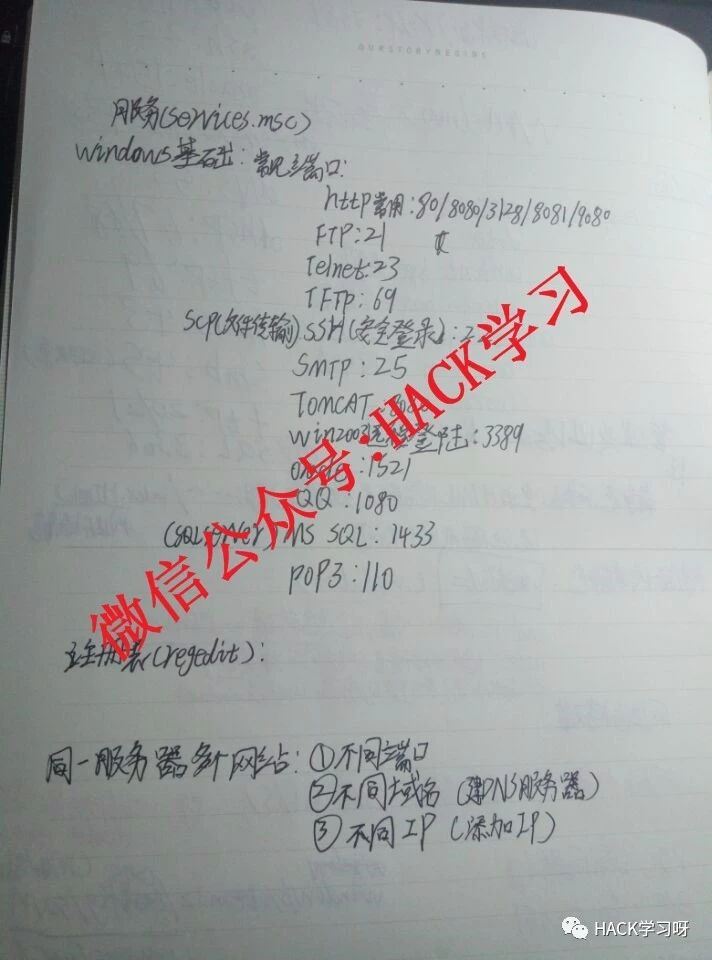 OURSTORYBEGINS
服务(services.msc)
windows基础: 常见端口:
http常用:80/8080/3128/8081/9080
FTP:21
Telnet:23
TFTp:69
SCP(文件传输).SSH(安全登录):22
SMTP:25
TOMCAT:8080
win2003远程登陆:3389
:1521
QQ:1080
(SQLserver) MS SQL:1433
POP3:110
注册表(regedit):
同一服务器多个网站:①不同端口
②不同域名(建DNS服务器)
③不同IP(添加IP)
微信公众号:HACK学习
HACK学习呀